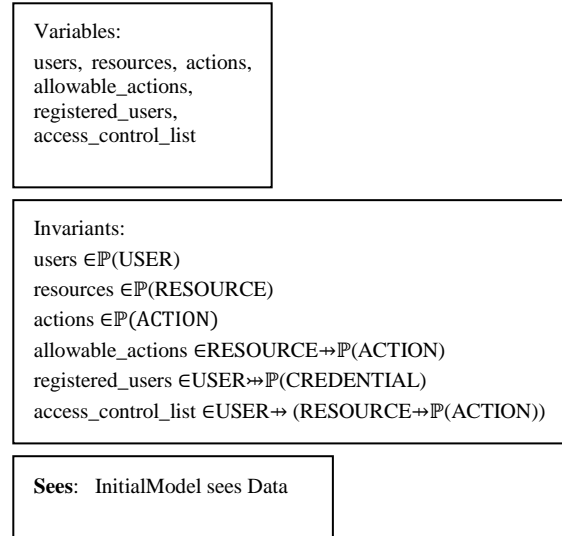 Variables:
users, resources, actions,
allowable_actions,
registered_users,
access_control_list
Invariants:
users ∈ℙ(USER)
resources ∈ℙ(RESOURCE)
actions ∈ℙ(ACTION)
allowable_actions ∈RESOURCE⇸ℙ(ACTION)
registered_users ∈USER⤔ℙ(CREDENTIAL)
access_control_list ∈USER⇸ (RESOURCE⇸ℙ(ACTION))
Sees: InitialModel sees Data